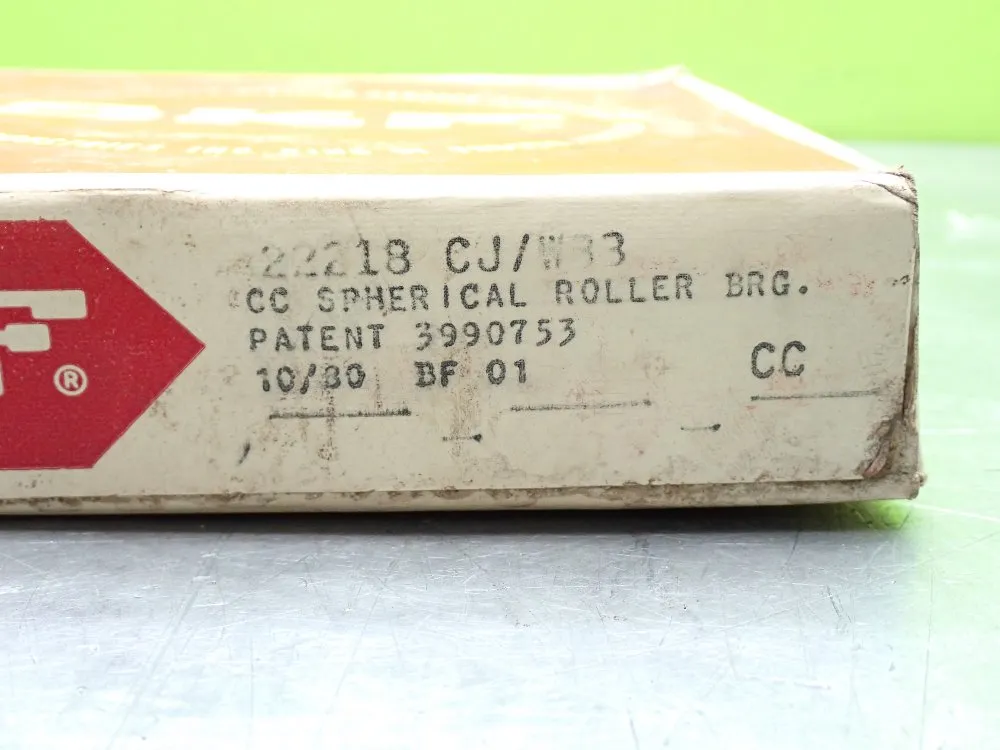 22218 CJ/W33
CC SPHERICAL ROLLER BRG.
PATENT 3990753
10/80 BF 01
CC
®